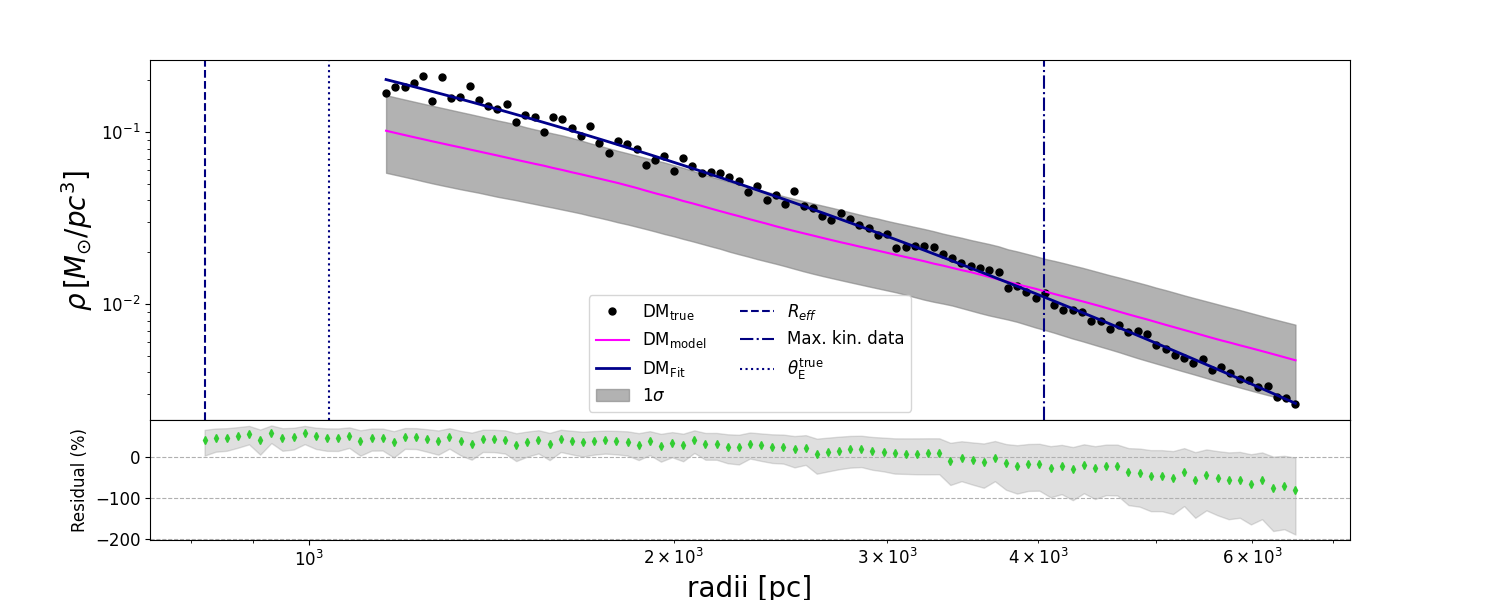 ρ [M⊙/pc³]
10⁻¹
10⁻²
DM_true
DM_model
DM_Fit
1σ
R_eff
Max. kin. data
θ_E^true
Residual (%)
0
−100
−200
10³
2 × 10³
3 × 10³
4 × 10³
6 × 10³
radii [pc]